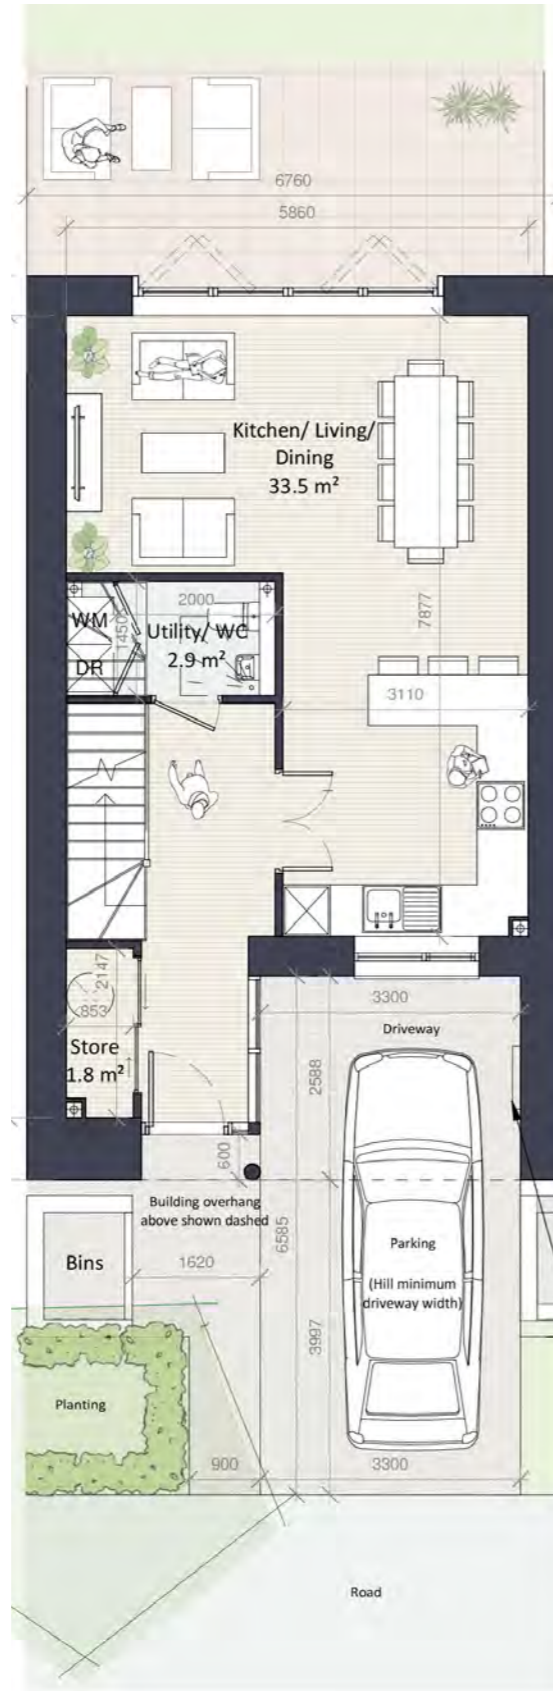 6760
5860
Kitchen/ Living/
Dining
33.5 m²
7877
2000
WM
1450
Utility/ WC
2.9 m²
DR
3110
2147
853
Store
1.8 m²
3300
Driveway
2588
600
Building overhang
above shown dashed
6585
Bins
1620
Parking
(Hill minimum
driveway width)
3997
Planting
900
3300
Road